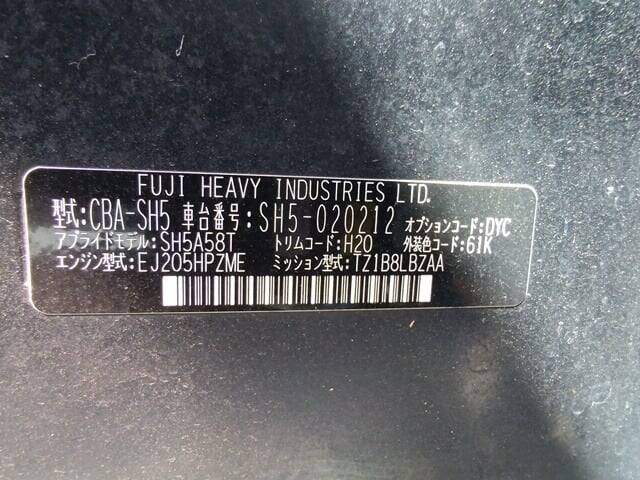 FUJI HEAVY INDUSTRIES LTD.
型式:CBA-SH5 車台番号:SH5-020212 オプションコード:DYC
アプライドモデル:SH5A58T トリムコード:H20 外装色コード:61K
エンジン型式:EJ205HPZME ミッション型式:TZ1B8LBZAA